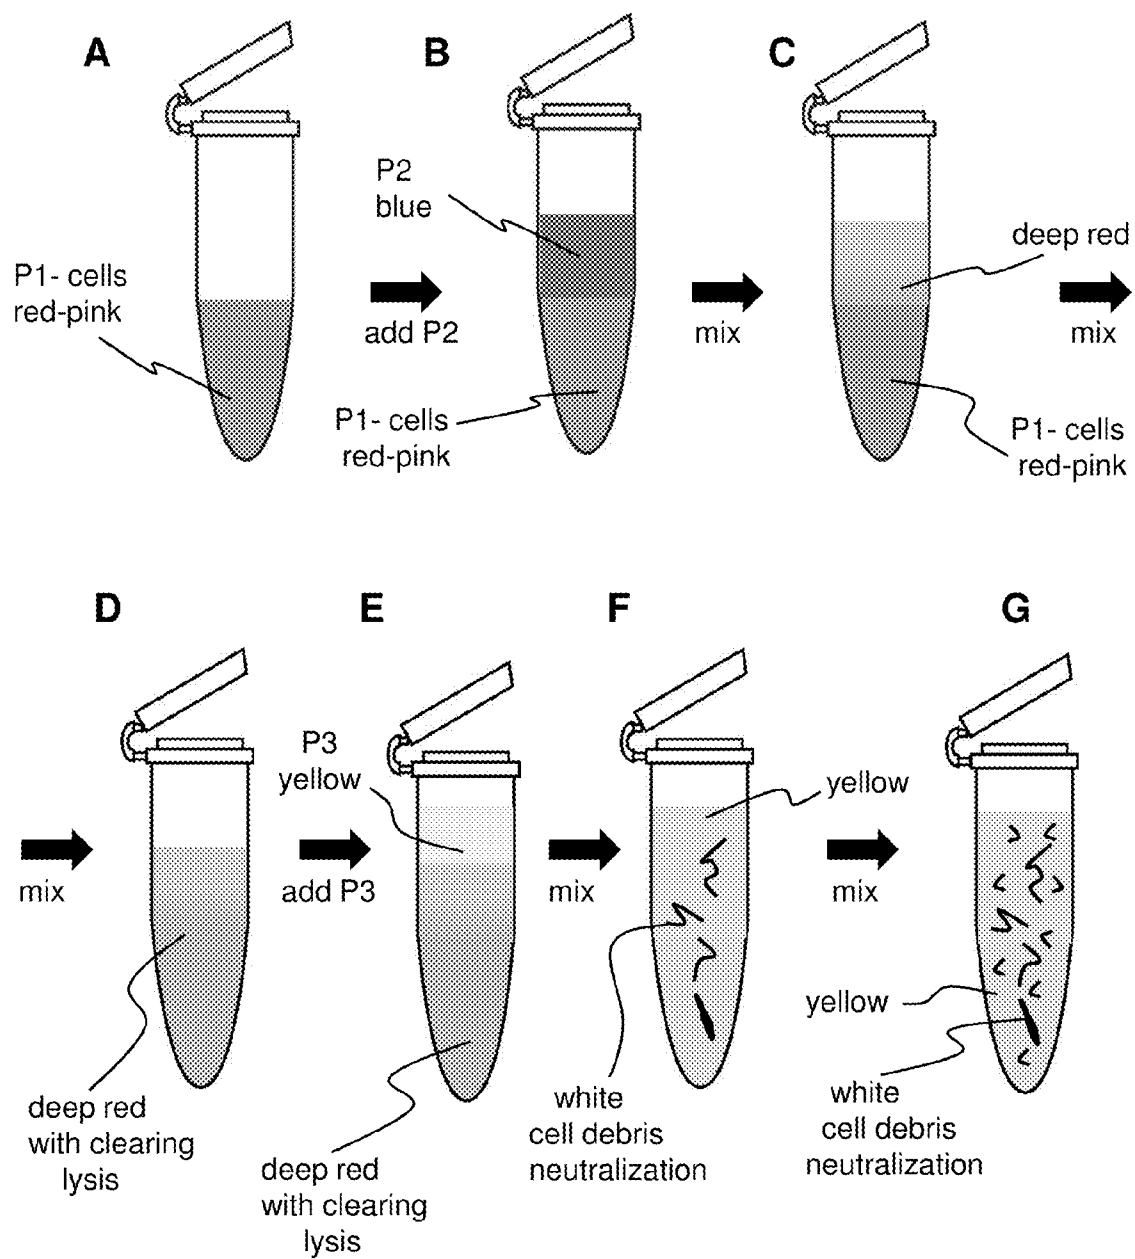 A
B
C
P1- cells
red-pink
add P2
P2
blue
P1- cells
red-pink
mix
deep red
P1- cells
red-pink
mix
D
E
F
G
mix
deep red
with clearing
lysis
add P3
P3
yellow
deep red
with clearing
lysis
mix
yellow
white
cell debris
neutralization
mix
yellow
white
cell debris
neutralization